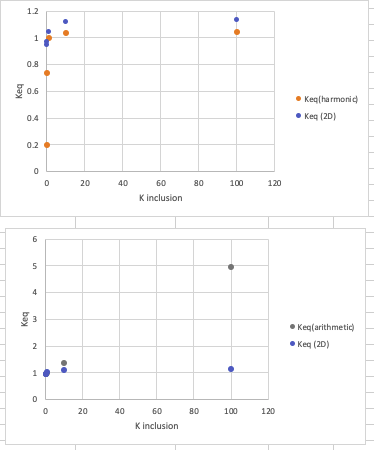 1.2
1
0.8
0.6
0.4
0.2
0
Keq
0 20 40 60 80 100 120
K inclusion
Keq(harmonic)
Keq (2D)
6
5
4
3
2
1
0
Keq
0 20 40 60 80 100 120
K inclusion
Keq(arithmetic)
Keq (2D)